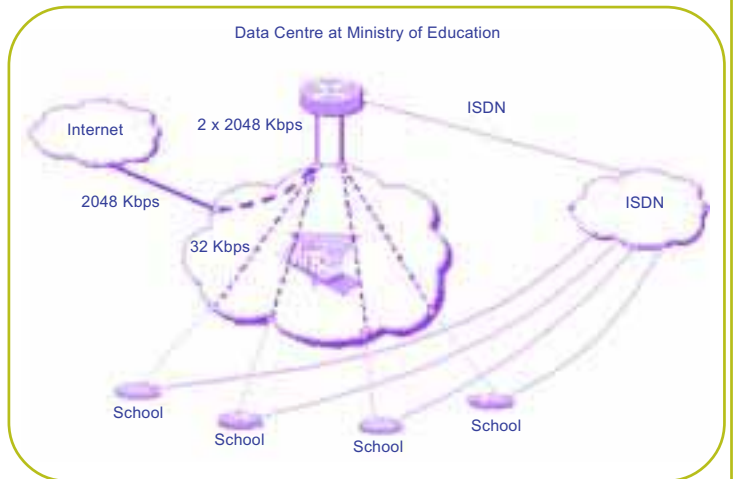 Data Centre at Ministry of Education
ISDN
2 x 2048 Kbps
Internet
2048 Kbps
ISDN
32 Kbps
School
School
School
School